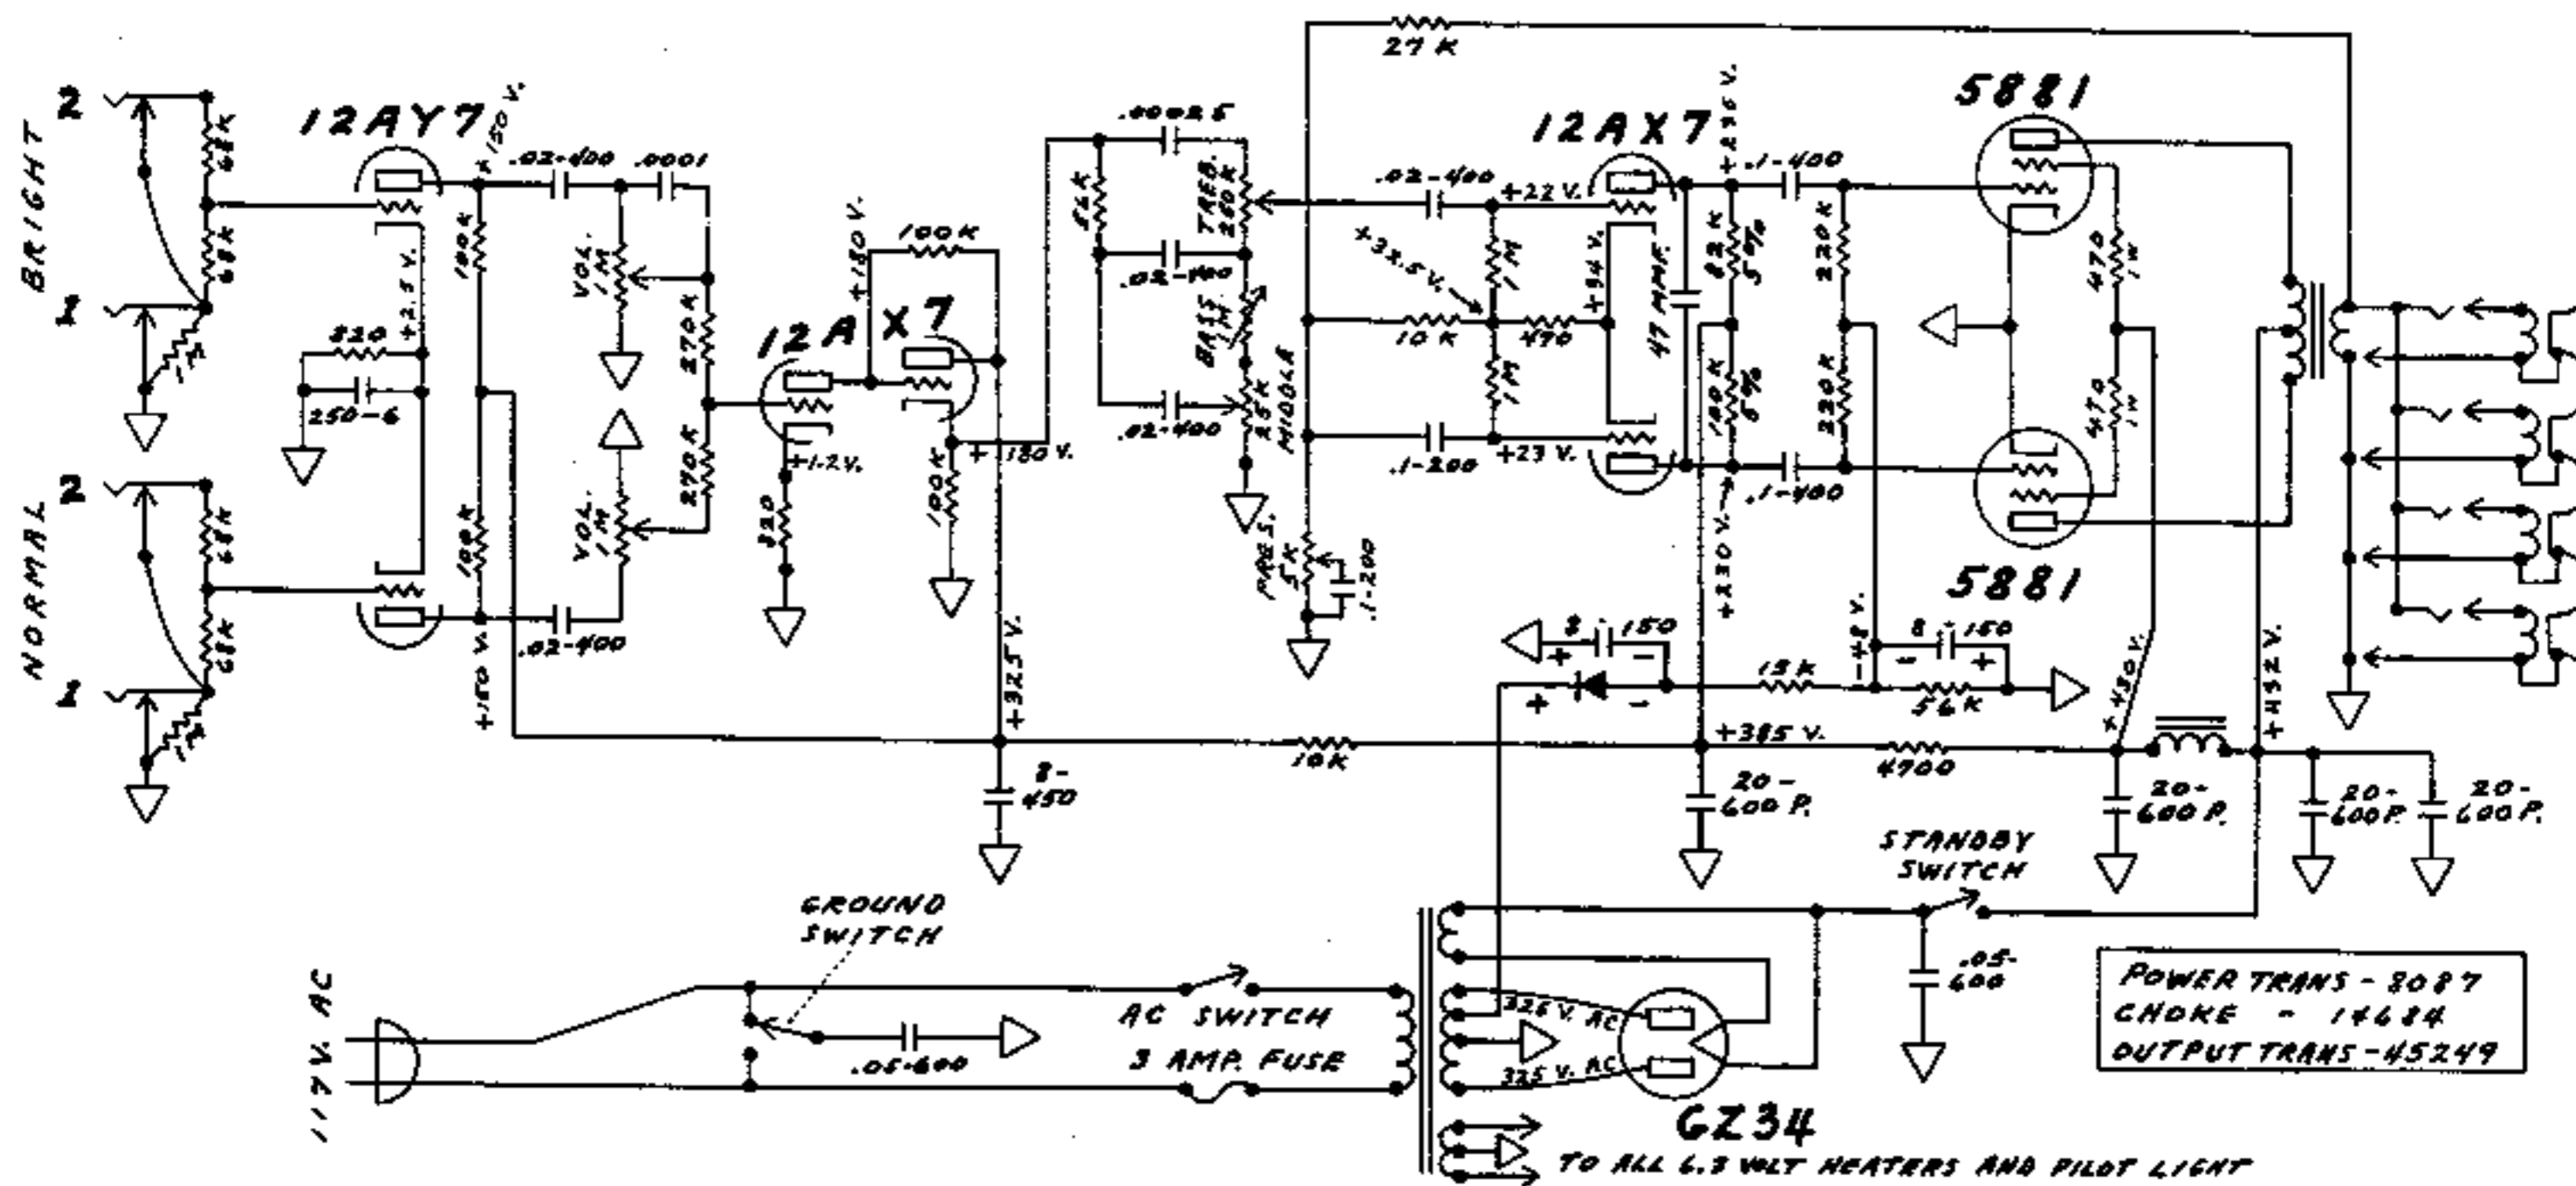 BRIGHT
2
1
68K
68K
1M
12AY7
+150 V.
.02-400
.0001
100K
VOL.
1M
+2.5 V.
820
250-6
270K
270K
NORMAL
2
1
68K
68K
1M
100K
VOL.
1M
+150 V.
.02-400
12AX7
+180 V.
100K
+1.2 V.
820
100K
+180 V.
+325 V.
8-
450
.00025
56K
TREB.
250K
.02-400
BASS
1M
.02-400
25K
MIDDLE
27K
.02-400
+22 V.
+32.5 V.
1M
10K
470
1M
.1-200
+23 V.
PRES.
5K
.1-200
12AX7
+34 V.
47 MMF.
82K
5%
100K
5%
.1-400
220K
220K
.1-400
+230 V.
5881
5881
470
1W
470
1W
8-150
+
-
+
-
15K
-48 V.
8-150
-
+
56K
10K
+385 V.
4700
+430 V.
+432 V.
20-
600 P.
20-
600 P.
20-
600 P.
20-
600 P.
STANDBY
SWITCH
.05-
600
GROUND
SWITCH
117 V. AC
.05-600
AC SWITCH
3 AMP. FUSE
325 V. AC
325 V. AC
GZ34
TO ALL 6.3 VOLT HEATERS AND PILOT LIGHT
POWER TRANS - 8087
CHOKE - 14684
OUTPUT TRANS - 45249